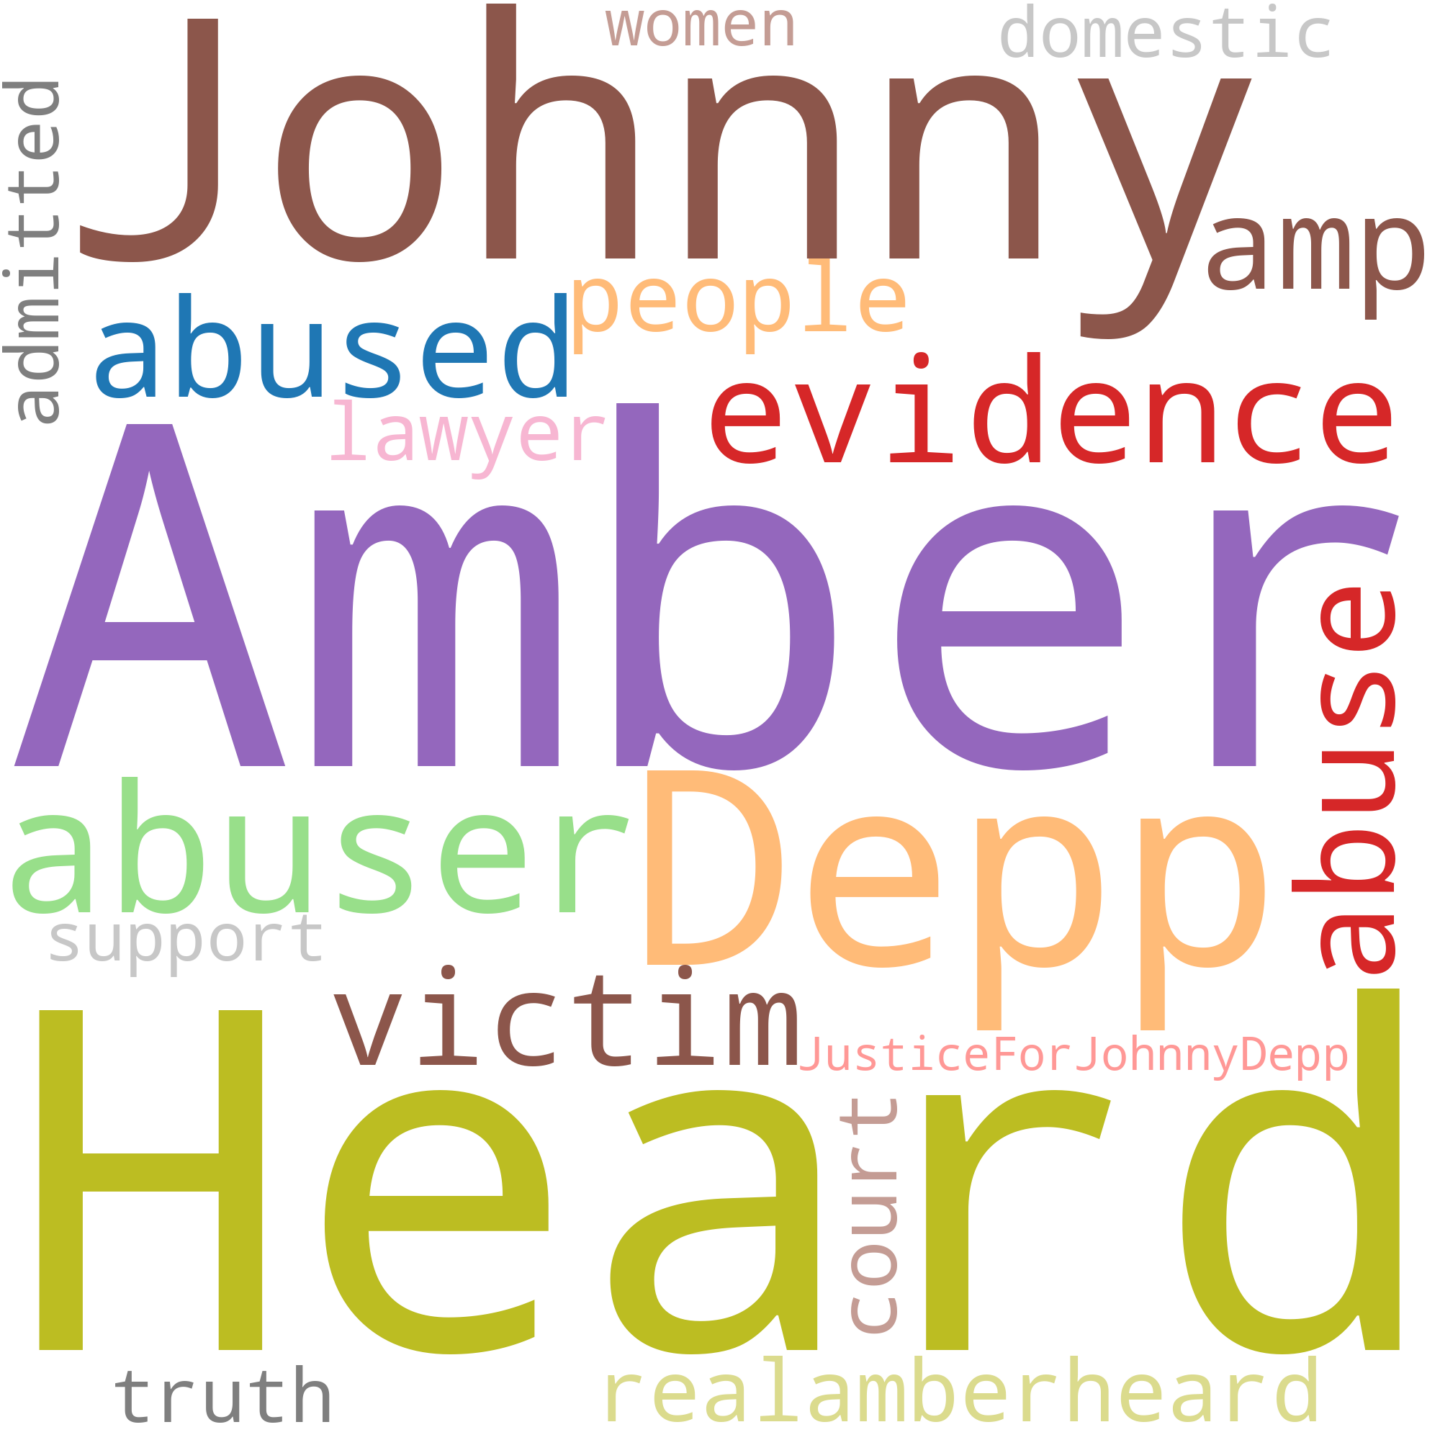 women
domestic
Johnny
admitted
amp
people
abused
evidence
lawyer
Amber
abuse
abuser
Depp
support
victim
JusticeForJohnnyDepp
Heard
court
truth
realamberheard